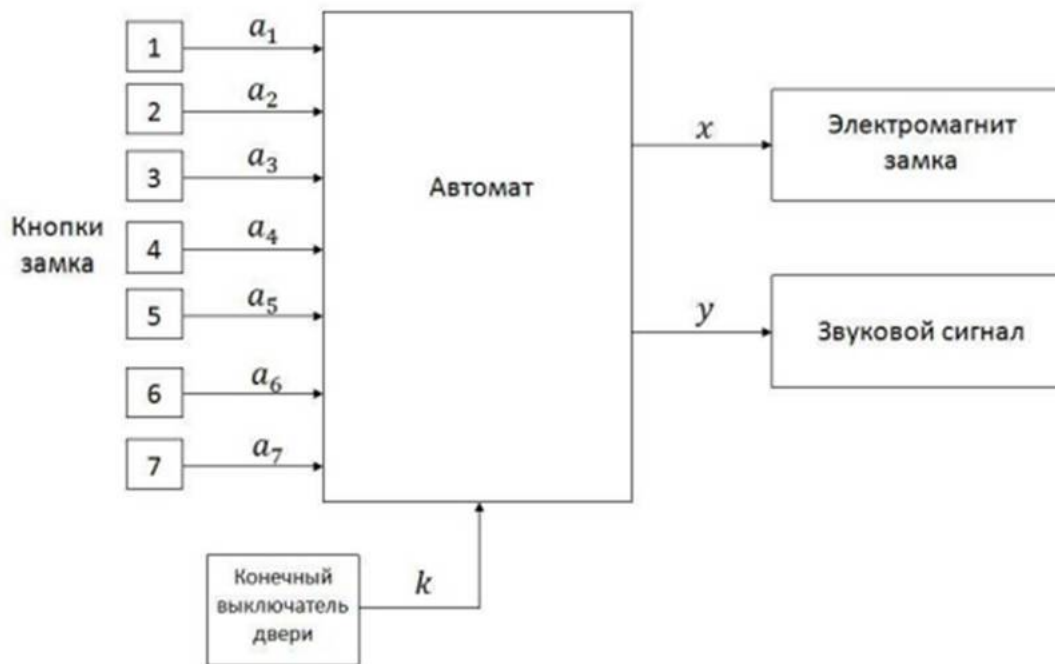 1
a₁
2
a₂
3
a₃
Кнопки
замка
4
a₄
5
a₅
6
a₆
7
a₇
Автомат
x
Электромагнит
замка
y
Звуковой сигнал
Конечный
выключатель
двери
k